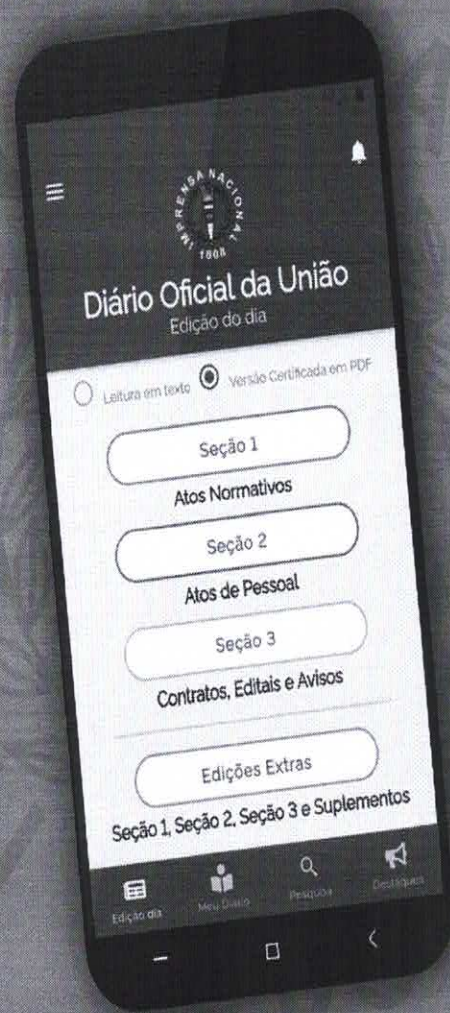 IMPRENSA NACIONAL
1808
Diário Oficial da União
Edição do dia
Leitura em texto Versão Certificada em PDF
Seção 1
Atos Normativos
Seção 2
Atos de Pessoal
Seção 3
Contratos, Editais e Avisos
Edições Extras
Seção 1, Seção 2, Seção 3 e Suplementos
Edição dia Meu Diário Pesquisa Destaques